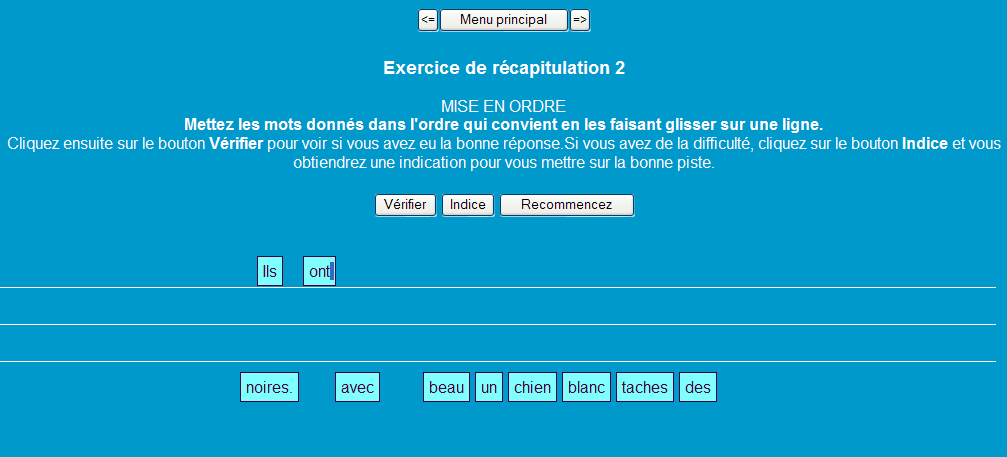 <= Menu principal =>
Exercice de récapitulation 2
MISE EN ORDRE
Mettez les mots donnés dans l'ordre qui convient en les faisant glisser sur une ligne.
Cliquez ensuite sur le bouton Vérifier pour voir si vous avez eu la bonne réponse.Si vous avez de la difficulté, cliquez sur le bouton Indice et vous
obtiendrez une indication pour vous mettre sur la bonne piste.
Vérifier Indice Recommencez
Ils ont
noires. avec beau un chien blanc taches des